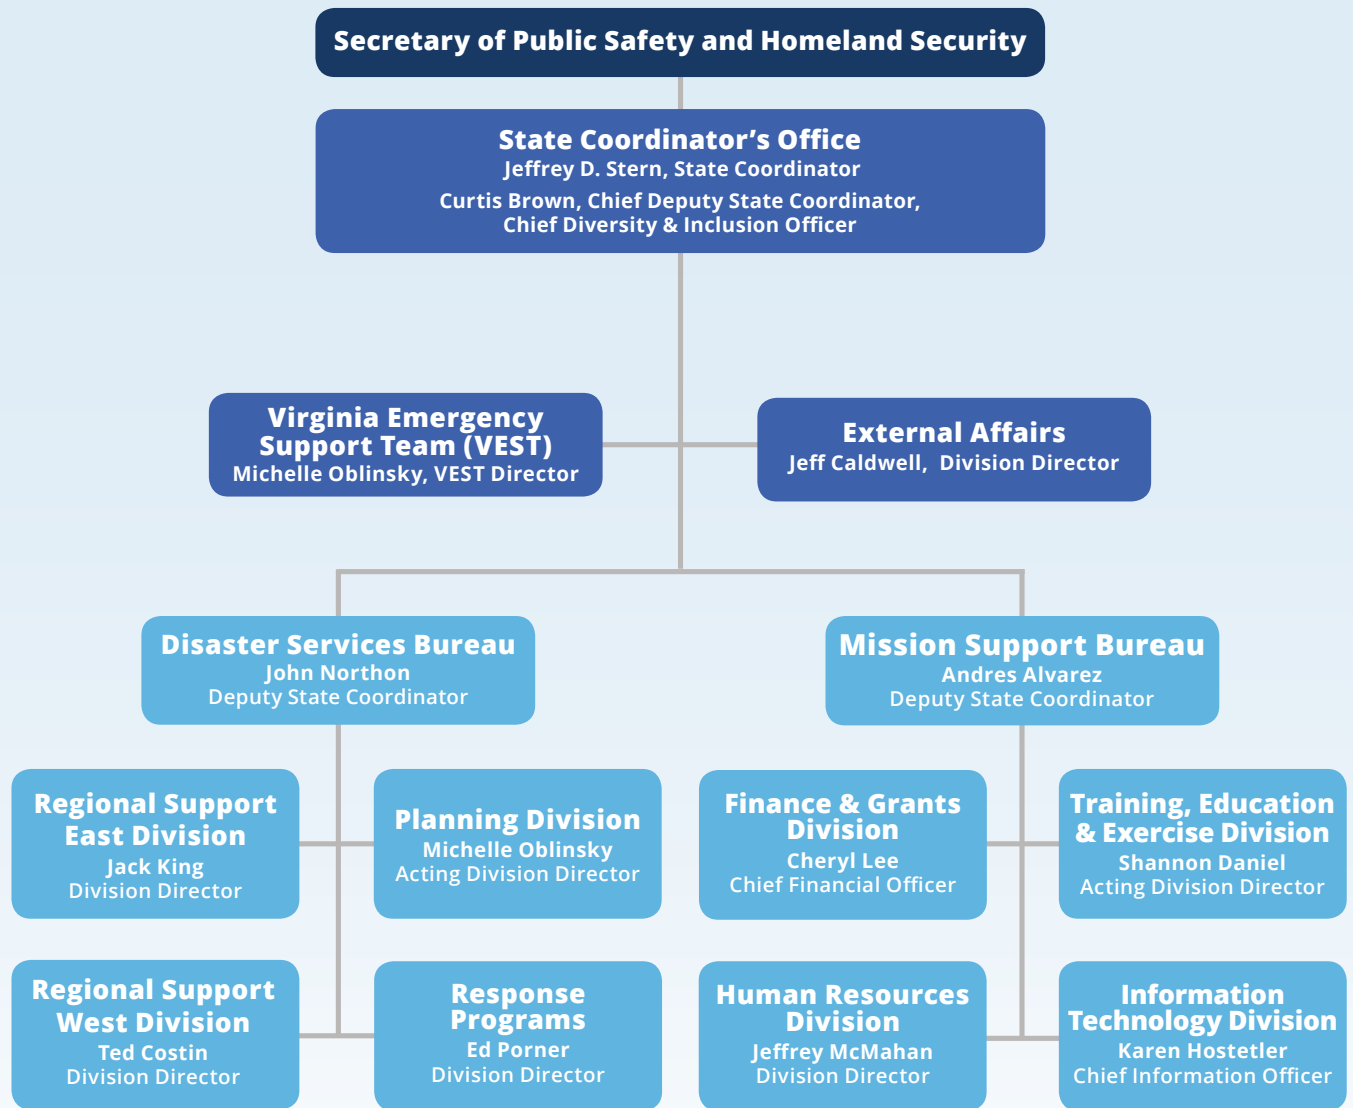 Secretary of Public Safety and Homeland Security
State Coordinator’s Office
Jeffrey D. Stern, State Coordinator
Curtis Brown, Chief Deputy State Coordinator,
Chief Diversity & Inclusion Officer
Virginia Emergency
Support Team (VEST)
Michelle Oblinsky, VEST Director
External Affairs
Jeff Caldwell,  Division Director
Disaster Services Bureau
John Northon
Deputy State Coordinator
Mission Support Bureau
Andres Alvarez
Deputy State Coordinator
Regional Support
East Division
Jack King
Division Director
Planning Division
Michelle Oblinsky
Acting Division Director
Finance & Grants
Division
Cheryl Lee
Chief Financial Officer
Training, Education
& Exercise Division
Shannon Daniel
Acting Division Director
Regional Support
West Division
Ted Costin
Division Director
Response
Programs
Ed Porner
Division Director
Human Resources
Division
Jeffrey McMahan
Division Director
Information
Technology Division
Karen Hostetler
Chief Information Officer